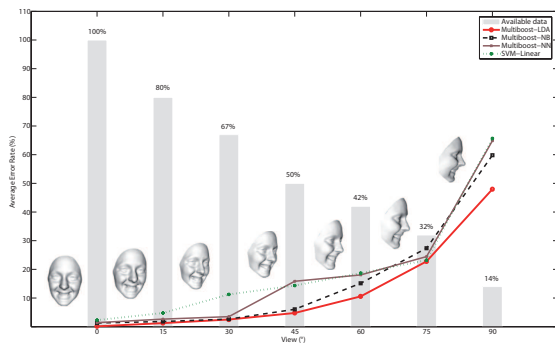 110
100
90
80
70
60
50
40
30
20
10
Average Error Rate (%)
100%
80%
67%
50%
42%
32%
14%
Available data
Multiboost-LDA
Multiboost-NB
Multiboost-NN
SVM-Linear
0 15 30 45 60 75 90
View (°)